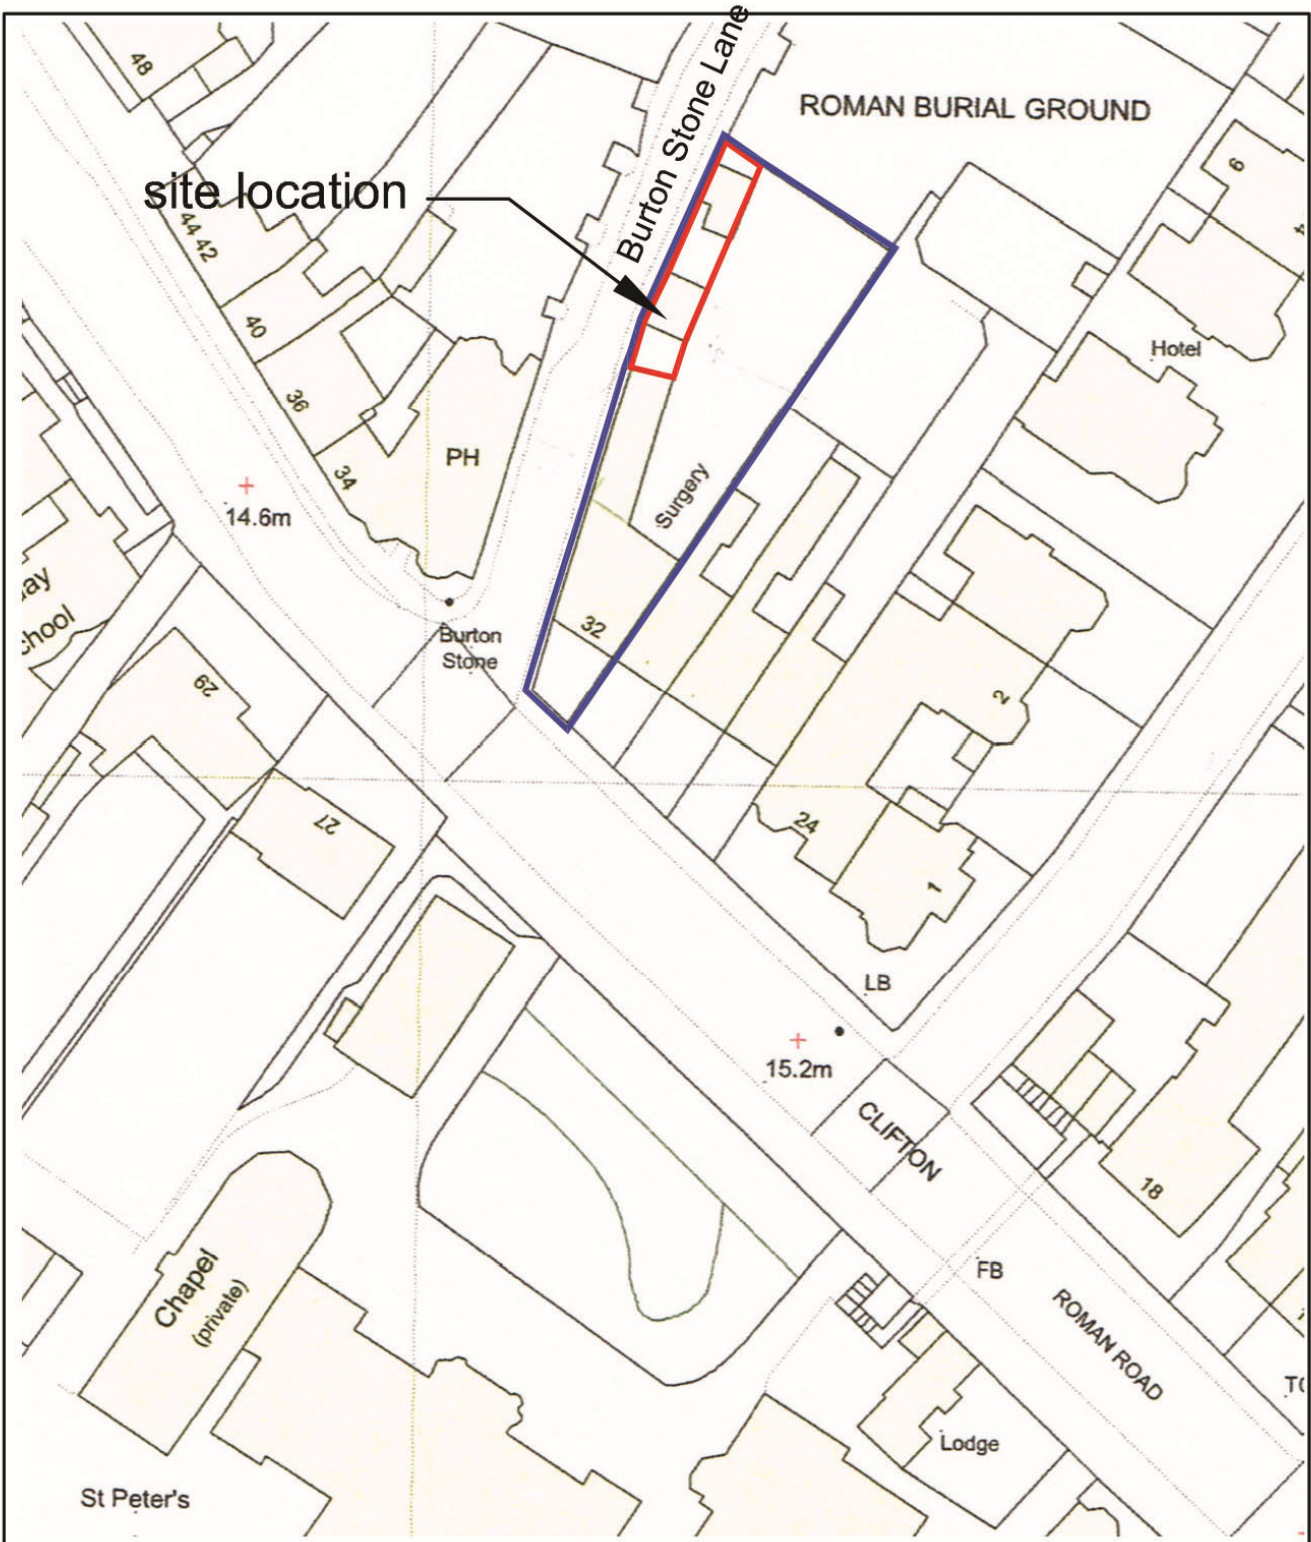 48
Burton Stone Lane
ROMAN BURIAL GROUND
site location
6
4
44 42
40
Hotel
36
PH
34
14.6m
Surgery
Burton
Stone
32
29
2
27
24
1
LB
15.2m
CLIFTON
18
FB
ROMAN ROAD
Chapel
(private)
Lodge
St Peter's